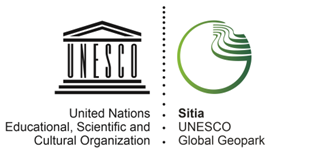 UNESCO
United Nations
Educational, Scientific and
Cultural Organization
Sitia
UNESCO
Global Geopark